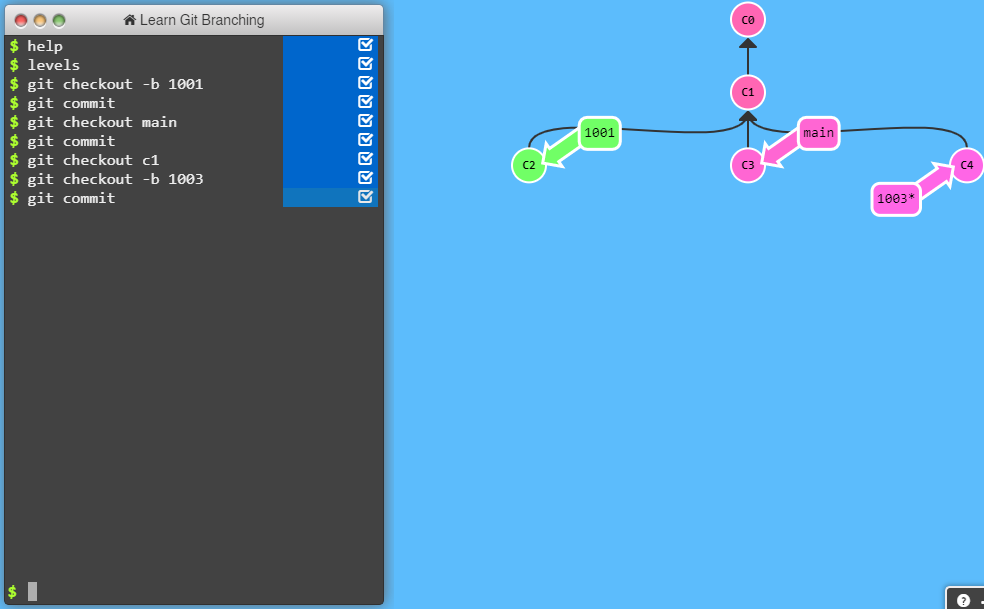 Learn Git Branching
$ help
$ levels
$ git checkout -b 1001
$ git commit
$ git checkout main
$ git commit
$ git checkout c1
$ git checkout -b 1003
$ git commit
$
C0
C1
1001
main
C2
C3
C4
1003*
?